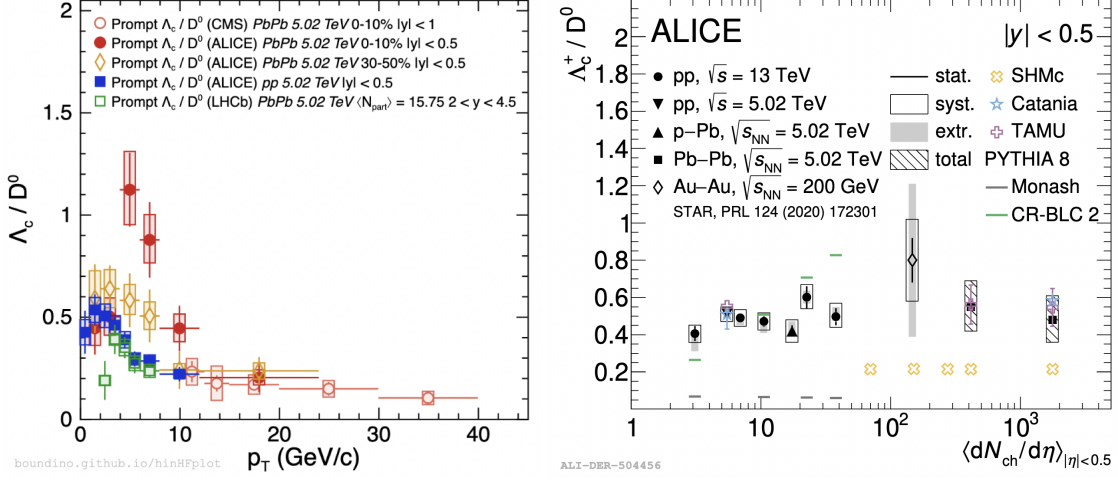 Prompt Λc / D⁰ (CMS) PbPb 5.02 TeV 0-10% |y| < 1
Prompt Λc / D⁰ (ALICE) PbPb 5.02 TeV 0-10% |y| < 0.5
Prompt Λc / D⁰ (ALICE) PbPb 5.02 TeV 30-50% |y| < 0.5
Prompt Λc / D⁰ (ALICE) pp 5.02 TeV |y| < 0.5
Prompt Λc / D⁰ (LHCb) PbPb 5.02 TeV ⟨Npart⟩ = 15.75 2 < y < 4.5
2
1.5
1
0.5
0
Λc / D⁰
0 10 20 30 40
pT (GeV/c)
boundino.github.io/hinHFplot
ALICE
|y| < 0.5
pp, √s = 13 TeV
pp, √s = 5.02 TeV
p−Pb, √sNN = 5.02 TeV
Pb−Pb, √sNN = 5.02 TeV
Au−Au, √sNN = 200 GeV
STAR, PRL 124 (2020) 172301
stat.
syst.
extr.
total
SHMc
Catania
TAMU
PYTHIA 8
Monash
CR-BLC 2
Λc⁺ / D⁰
2
1.8
1.6
1.4
1.2
1
0.8
0.6
0.4
0.2
1 10 10² 10³
⟨dNch/dη⟩|η|<0.5
ALI-DER-504456